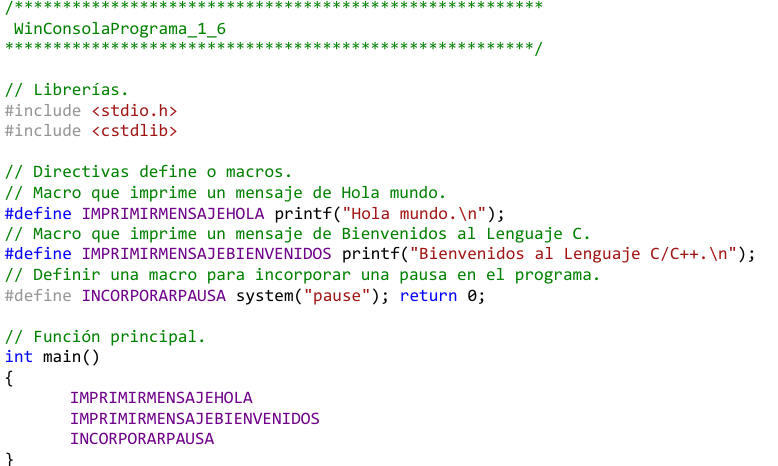 /*******************************************************
 WinConsolaPrograma_1_6
*******************************************************/

// Librerías.
#include <stdio.h>
#include <cstdlib>

// Directivas define o macros.
// Macro que imprime un mensaje de Hola mundo.
#define IMPRIMIRMENSAJEHOLA printf("Hola mundo.\n");
// Macro que imprime un mensaje de Bienvenidos al Lenguaje C.
#define IMPRIMIRMENSAJEBIENVENIDOS printf("Bienvenidos al Lenguaje C/C++.\n");
// Definir una macro para incorporar una pausa en el programa.
#define INCORPORARPAUSA system("pause"); return 0;

// Función principal.
int main()
{
	IMPRIMIRMENSAJEHOLA
	IMPRIMIRMENSAJEBIENVENIDOS
	INCORPORARPAUSA
}